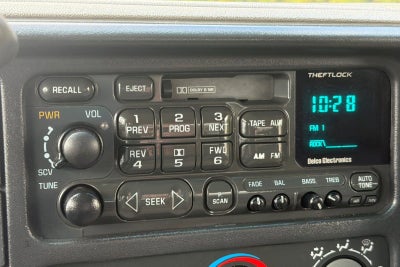 THEFTLOCK
RECALL
EJECT
DOLBY B NR
10:28
PWR
VOL
1
PREV
2
PROG
3
NEXT
TAPE AUX
FM 1
ROCK
REV
4
5
FWD
6
AM FM
Delco Electronics
SCV
TUNE
SEEK
SCAN
FADE BAL
BASS TREB
AUTO
TONE